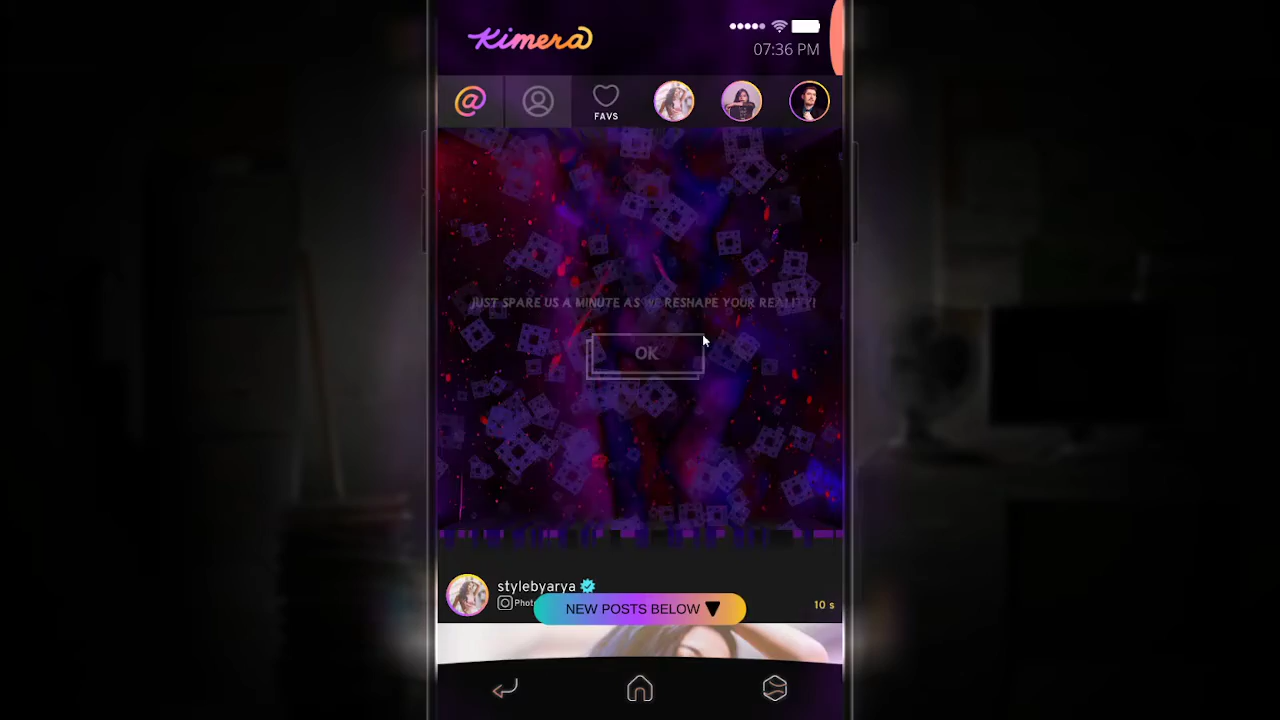 Kimera
07:36 PM
@
FAVS
JUST SPARE US A MINUTE AS WE RESHAPE YOUR REALITY!
OK
stylebyarya
Phot
10 s
NEW POSTS BELOW